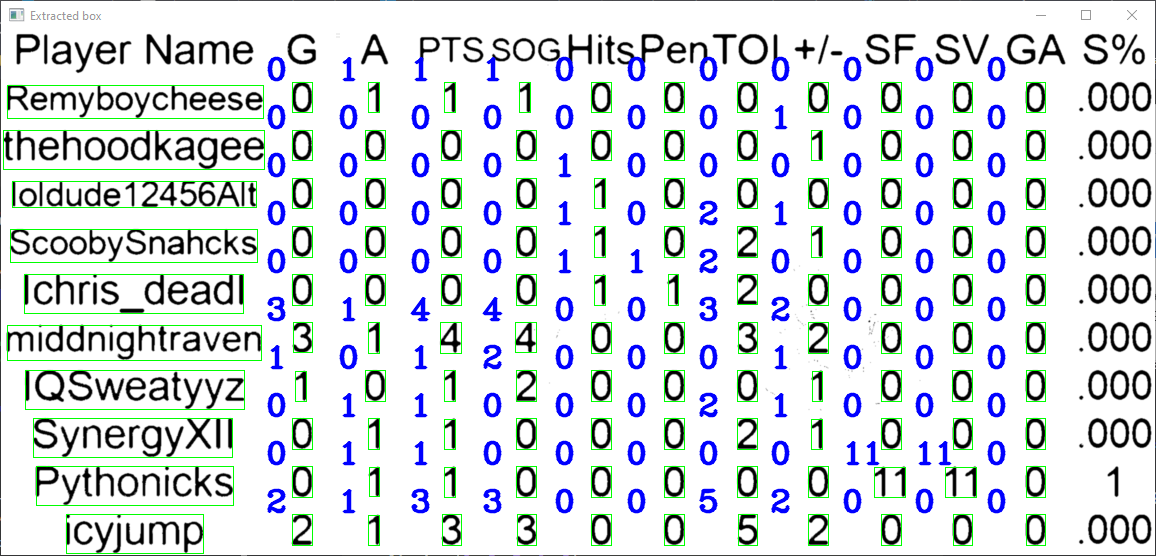 Extracted box
Player Name G A PTS SOG Hits Pen TOI +/- SF SV GA S%
0 1 1 1 0 0 0 0 0 0 0
Remyboycheese 0 1 1 1 0 0 0 0 0 0 0 .000
0 0 0 0 0 0 0 1 0 0 0
thehoodkagee 0 0 0 0 0 0 0 1 0 0 0 .000
0 0 0 0 1 0 0 0 0 0 0
loldude12456Alt 0 0 0 0 1 0 0 0 0 0 0 .000
0 0 0 0 1 0 2 1 0 0 0
ScoobySnahcks 0 0 0 0 1 0 2 1 0 0 0 .000
0 0 0 0 1 1 2 0 0 0 0
lchris_deadl 0 0 0 0 1 1 2 0 0 0 0 .000
3 1 4 4 0 0 3 2 0 0 0
middnightraven 3 1 4 4 0 0 3 2 0 0 0 .000
1 0 1 2 0 0 0 1 0 0 0
IQSweatyyz 1 0 1 2 0 0 0 1 0 0 0 .000
0 1 1 0 0 0 2 1 0 0 0
SynergyXII 0 1 1 0 0 0 2 1 0 0 0 .000
0 1 1 0 0 0 0 0 11 11 0
Pythonicks 0 1 1 0 0 0 0 0 11 11 0 1
2 1 3 3 0 0 5 2 0 0 0
icyjump 2 1 3 3 0 0 5 2 0 0 0 .000